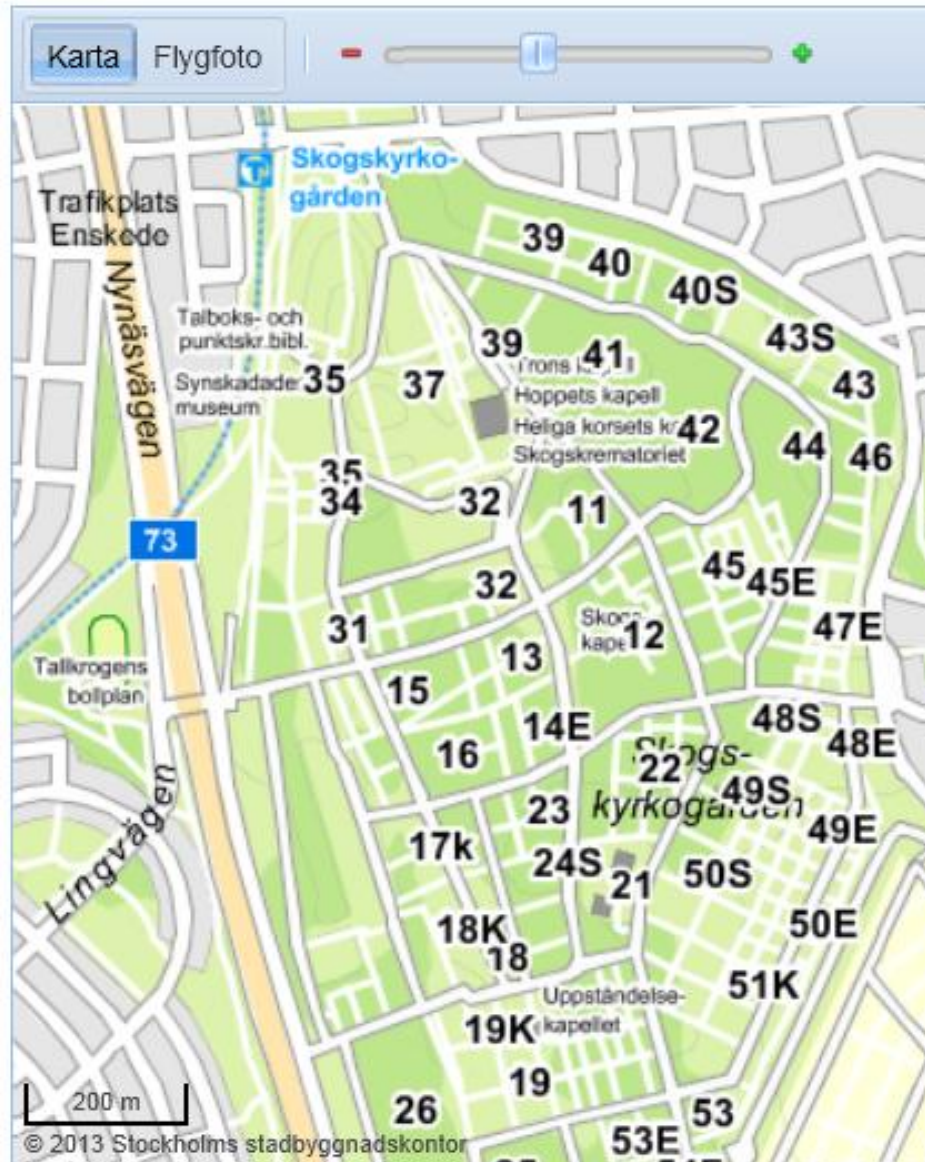 Karta
Flygfoto
Skogskyrko-
gården
Trafikplats
Enskede
39
40
40S
Nynäsvägen
Talboks- och
punktskr.bibl.
39
41
43S
Synskadade
museum
35
37
Hoppets kapell
43
Heliga korsets
42
Skogskrematoriet
44
46
35
34
32
11
73
45
45E
32
31
12
47E
13
Tallkrogens
bollplan
15
14E
48S
48E
16
Skogs-
kyrkogården
22
49S
23
49E
Lingvägen
17k
24S
21
50S
18K
18
50E
51K
Uppståndelse-
kapellet
19K
19
200 m
26
53
53E
© 2013 Stockholms stadbyggnadskontor